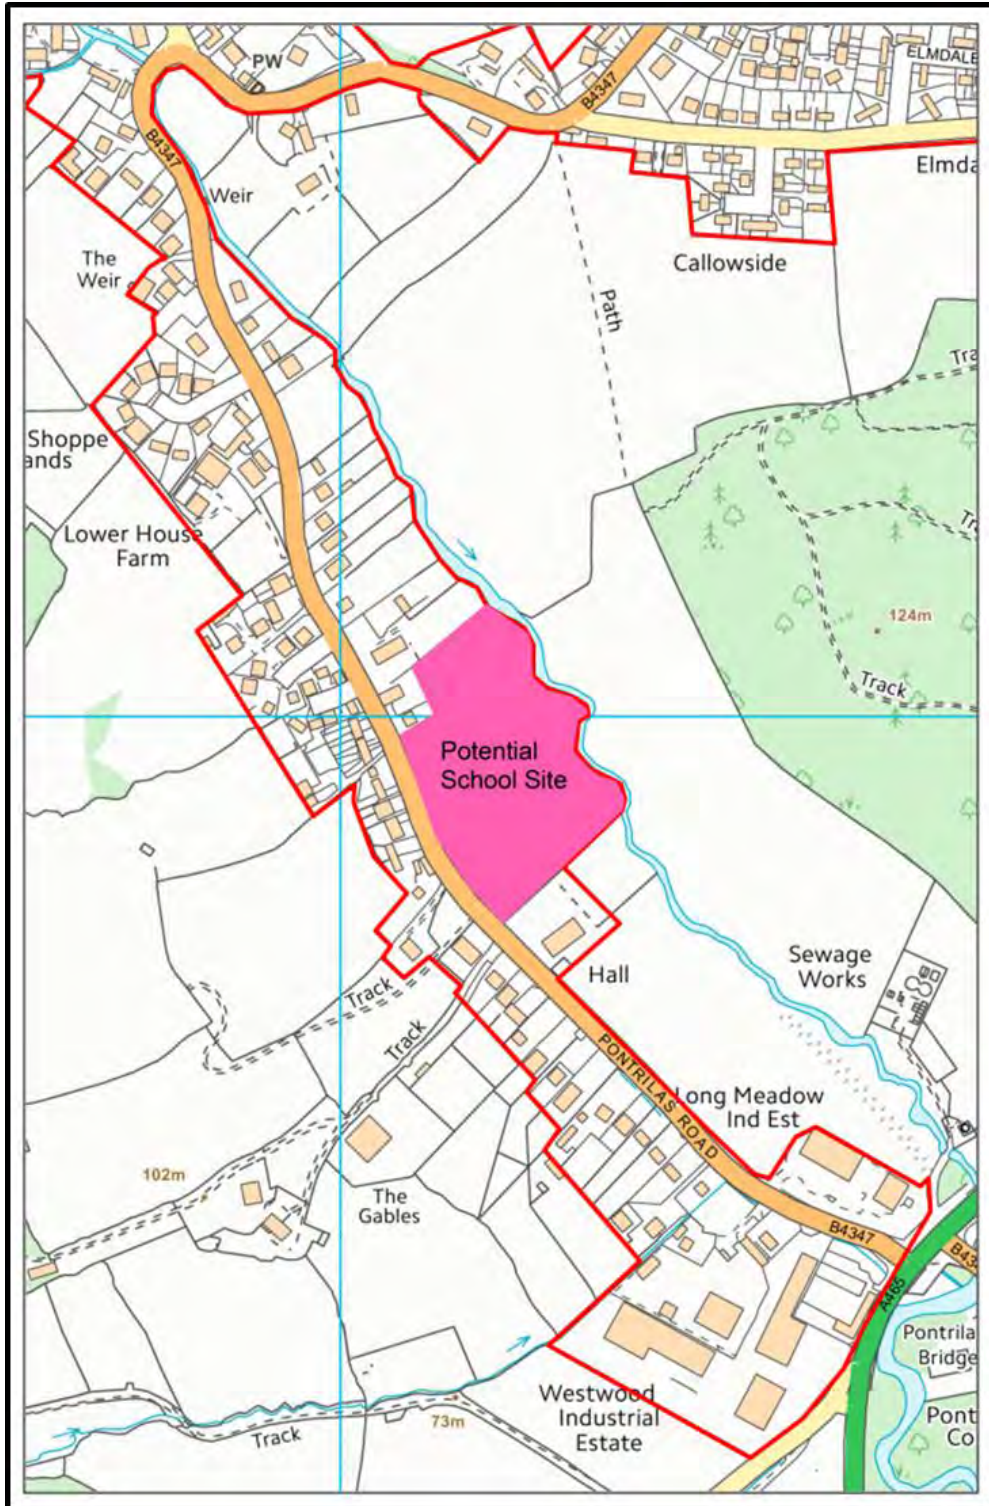 PW
ELMDALE
B4347
B4347
Weir
Elmda
The
Weir
Callowside
Path
Tra
Shoppe
ands
Lower House
Farm
Tr
124m
Track
Potential
School Site
Sewage
Works
Hall
Track
Track
PONTRILAS ROAD
Long Meadow
Ind Est
102m
The
Gables
B4347
B434
A465
Pontrila
Bridge
Westwood
Industrial
Estate
73m
Track
Pont
Co